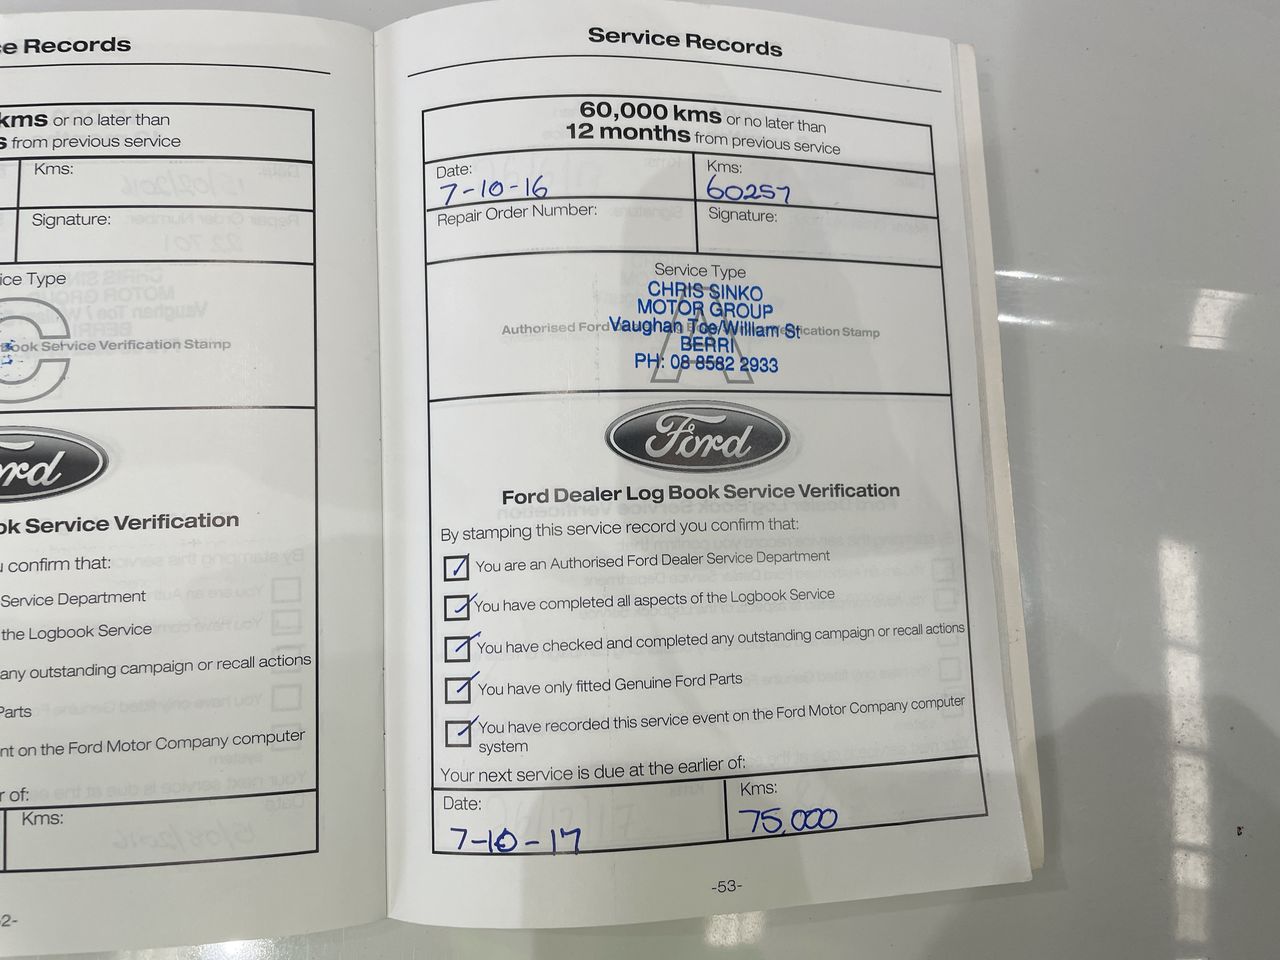 ce Records
kms or no later than
s from previous service
Kms:
Signature:
ice Type
C
Book Service Verification Stamp
Ford
ok Service Verification
u confirm that:
Service Department
the Logbook Service
any outstanding campaign or recall actions
Parts
nt on the Ford Motor Company computer
r of:
Kms:
2-
Service Records
60,000 kms or no later than
12 months from previous service
Date:
7-10-16
Kms:
60257
Repair Order Number:
Signature:
Service Type
CHRIS SINKO
MOTOR GROUP
Authorised Ford Verification Stamp
Vaughan Toe/William St
BERRI
PH: 08 8582 2933
A
Ford
Ford Dealer Log Book Service Verification
By stamping this service record you confirm that:
You are an Authorised Ford Dealer Service Department
You have completed all aspects of the Logbook Service
You have checked and completed any outstanding campaign or recall actions
You have only fitted Genuine Ford Parts
You have recorded this service event on the Ford Motor Company computer
system
Your next service is due at the earlier of:
Date:
7-10-17
Kms:
75,000
-53-